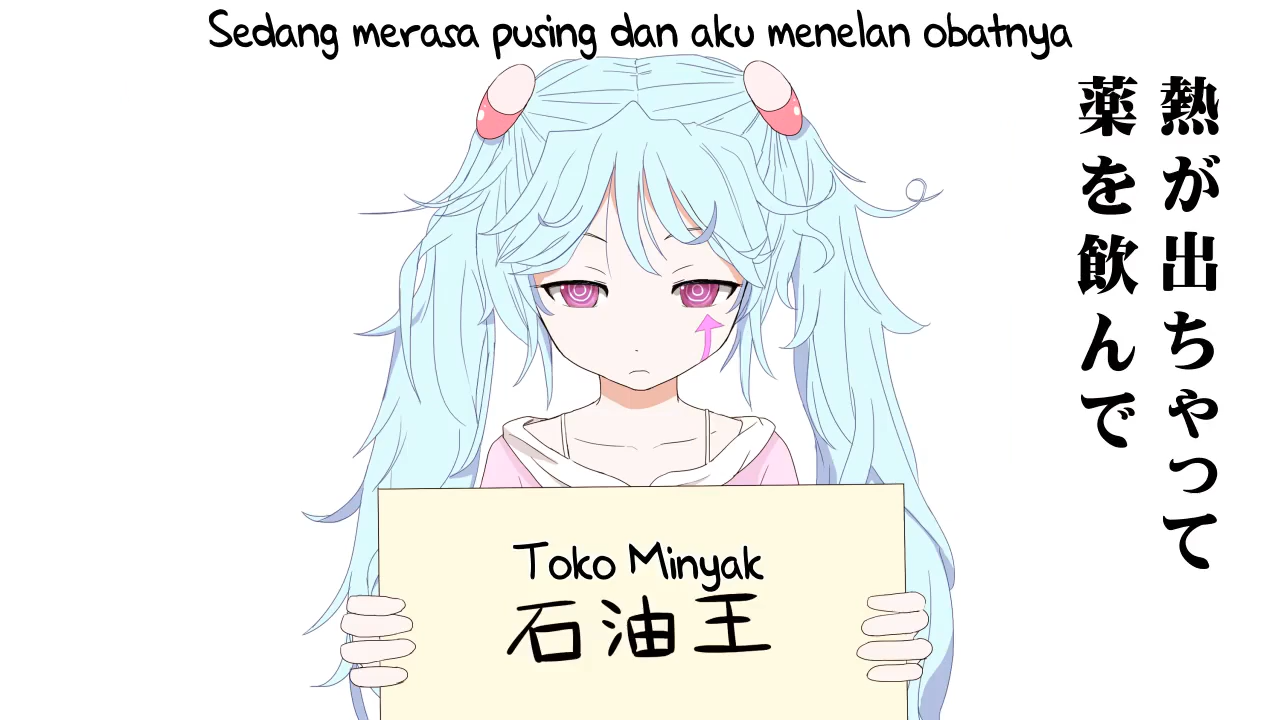 Sedang merasa pusing dan aku menelan obatnya
熱が出ちゃって
薬を飲んで
Toko Minyak
石油王